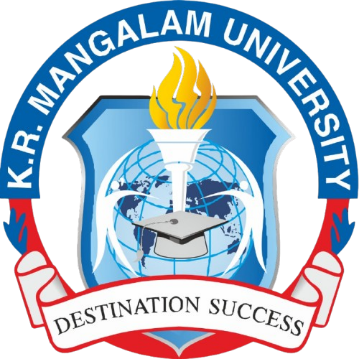 K.R. MANGALAM UNIVERSITY
DESTINATION SUCCESS